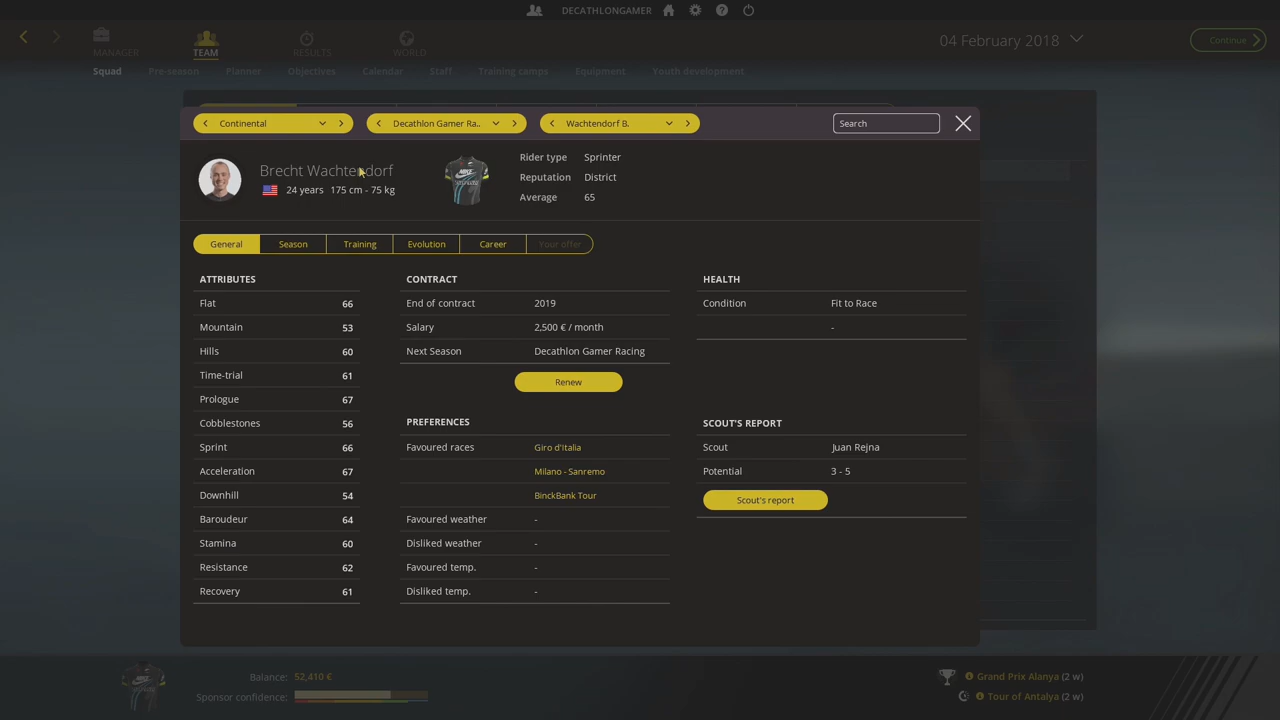 DECATHLONGAMER
MANAGER TEAM RESULTS WORLD
04 February 2018 Continue
Squad Pre-season Planner Objectives Calendar Staff Training camps Equipment Youth development
Continental Decathlon Gamer Ra.. Wachtendorf B. Search
Brecht Wachtendorf
24 years 175 cm - 75 kg
Rider type Sprinter
Reputation District
Average 65
General Season Training Evolution Career Your offer
ATTRIBUTES
Flat 66
Mountain 53
Hills 60
Time-trial 61
Prologue 67
Cobblestones 56
Sprint 66
Acceleration 67
Downhill 54
Baroudeur 64
Stamina 60
Resistance 62
Recovery 61
CONTRACT
End of contract 2019
Salary 2,500 € / month
Next Season Decathlon Gamer Racing
Renew
PREFERENCES
Favoured races Giro d'Italia
Milano - Sanremo
BinckBank Tour
Favoured weather -
Disliked weather -
Favoured temp. -
Disliked temp. -
HEALTH
Condition Fit to Race
-
SCOUT'S REPORT
Scout Juan Rejna
Potential 3 - 5
Scout's report
Balance: 52,410 €
Sponsor confidence:
Grand Prix Alanya (2 w)
Tour of Antalya (2 w)